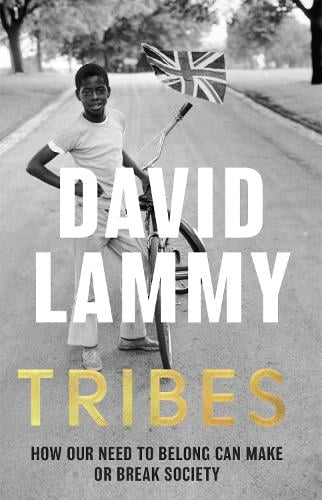 DAVID
LAMMY
TRIBES
HOW OUR NEED TO BELONG CAN MAKE
OR BREAK SOCIETY